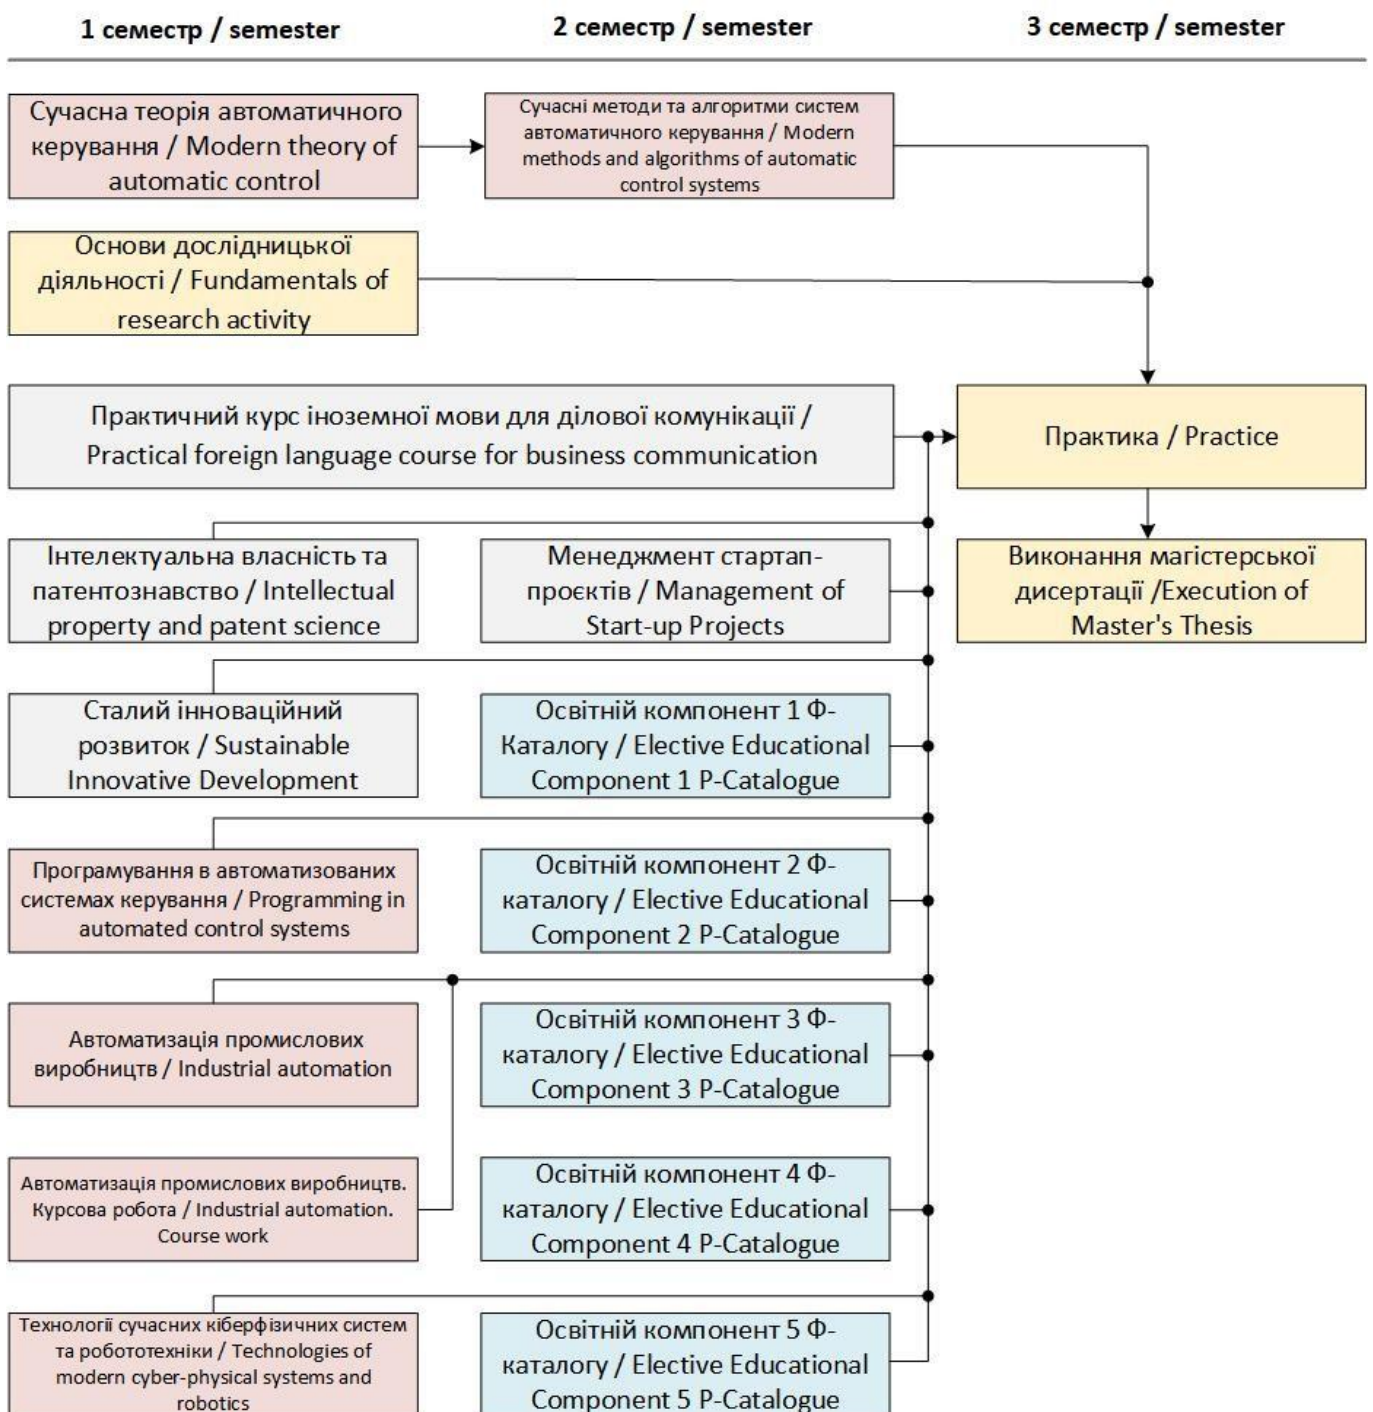 1 семестр / semester
2 семестр / semester
3 семестр / semester
Сучасна теорія автоматичного
керування / Modern theory of
automatic control
Сучасні методи та алгоритми систем
автоматичного керування / Modern
methods and algorithms of automatic
control systems
Основи дослідницької
діяльності / Fundamentals of
research activity
Практичний курс іноземної мови для ділової комунікації /
Practical foreign language course for business communication
Практика / Practice
Інтелектуальна власність та
патентознавство / Intellectual
property and patent science
Менеджмент стартап-
проєктів / Management of
Start-up Projects
Виконання магістерської
дисертації /Execution of
Master's Thesis
Сталий інноваційний
розвиток / Sustainable
Innovative Development
Освітній компонент 1 Ф-
Каталогу / Elective Educational
Component 1 P-Catalogue
Програмування в автоматизованих
системах керування / Programming in
automated control systems
Освітній компонент 2 Ф-
каталогу / Elective Educational
Component 2 P-Catalogue
Автоматизація промислових
виробництв / Industrial automation
Освітній компонент 3 Ф-
каталогу / Elective Educational
Component 3 P-Catalogue
Автоматизація промислових виробництв.
Курсова робота / Industrial automation.
Course work
Освітній компонент 4 Ф-
каталогу / Elective Educational
Component 4 P-Catalogue
Технології сучасних кіберфізичних систем
та робототехніки / Technologies of
modern cyber-physical systems and
robotics
Освітній компонент 5 Ф-
каталогу / Elective Educational
Component 5 P-Catalogue